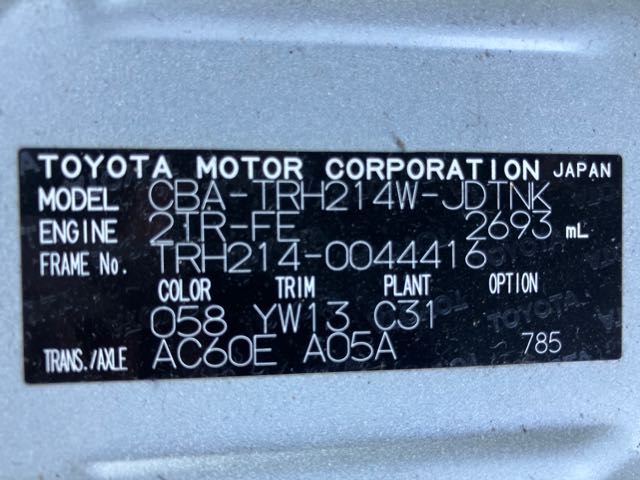 TOYOTA MOTOR CORPORATION JAPAN
MODEL CBA-TRH214W-JDTNK
ENGINE 2TR-FE 2693 mL
FRAME No. TRH214-0044416
COLOR TRIM PLANT OPTION
058 YW13 C31
TRANS./AXLE AC60E A05A 785